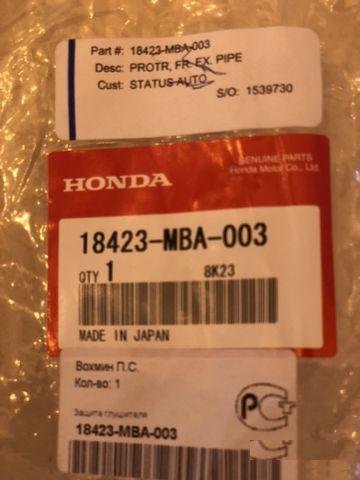 Part #: 18423-MBA-003
Desc: PROTR, FR. EX. PIPE
Cust: STATUS AUTO
S/O: 1539730
GENUINE PARTS
Honda Motor Co., Ltd.
HONDA
18423-MBA-003
QTY 1 8K23
MADE IN JAPAN
Вохмин П.С.
Кол-во: 1
Защита глушителя
18423-MBA-003
РСТ